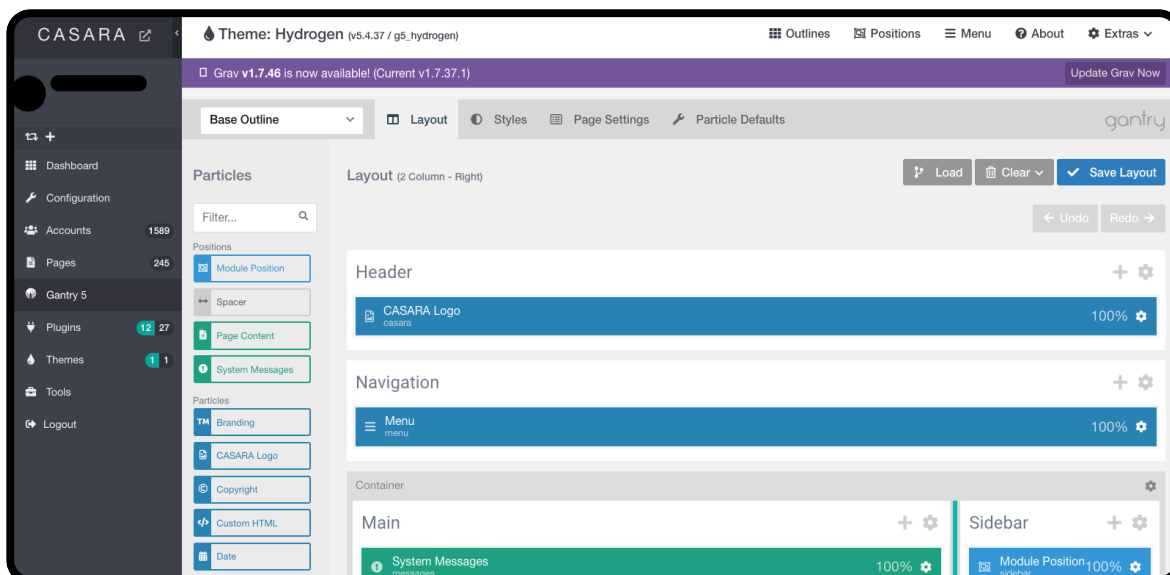 CASARA
Theme: Hydrogen (v5.4.37 / g5_hydrogen)
Outlines
Positions
Menu
About
Extras
Grav v1.7.46 is now available! (Current v1.7.37.1)
Update Grav Now
Base Outline
Layout
Styles
Page Settings
Particle Defaults
gantry
Dashboard
Configuration
Accounts 1589
Pages 245
Gantry 5
Plugins 12 27
Themes 1 1
Tools
Logout
Particles
Filter...
Positions
Module Position
Spacer
Page Content
System Messages
Particles
TM Branding
CASARA Logo
Copyright
Custom HTML
Date
Layout (2 Column - Right)
Load
Clear
Save Layout
Undo
Redo
Header
CASARA Logo
casara
100%
Navigation
Menu
menu
100%
Container
Main
System Messages
messages
100%
Sidebar
Module Position
sidebar
100%